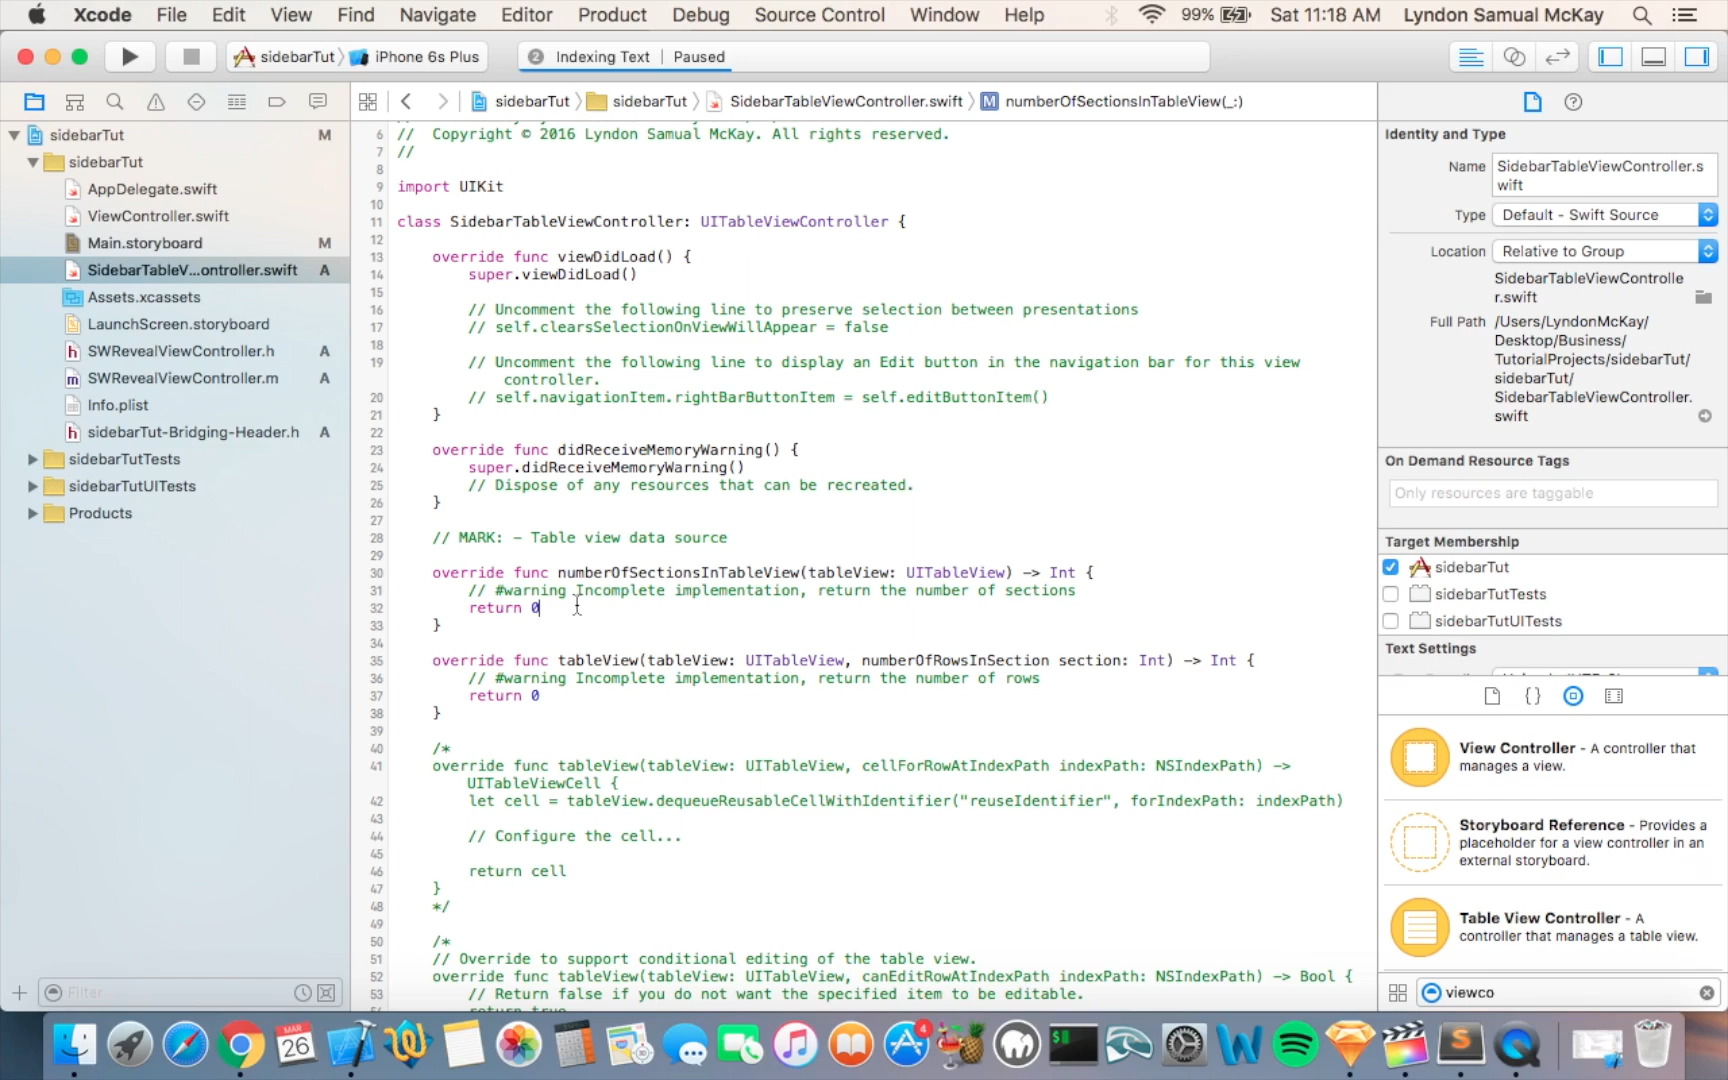 Xcode File Edit View Find Navigate Editor Product Debug Source Control Window Help 99% Sat 11:18 AM Lyndon Samual McKay
sidebarTut iPhone 6s Plus 2 Indexing Text | Paused
sidebarTut sidebarTut SidebarTableViewController.swift M numberOfSectionsInTableView(_:)
sidebarTut M
sidebarTut
AppDelegate.swift
ViewController.swift
Main.storyboard M
SidebarTableV...ontroller.swift A
Assets.xcassets
LaunchScreen.storyboard
h SWRevealViewController.h A
m SWRevealViewController.m A
Info.plist
h sidebarTut-Bridging-Header.h A
sidebarTutTests
sidebarTutUITests
Products
Filter
6 // Copyright © 2016 Lyndon Samual McKay. All rights reserved.
7 //
8
9 import UIKit
10
11 class SidebarTableViewController: UITableViewController {
12
13 override func viewDidLoad() {
14 super.viewDidLoad()
15
16 // Uncomment the following line to preserve selection between presentations
17 // self.clearsSelectionOnViewWillAppear = false
18
19 // Uncomment the following line to display an Edit button in the navigation bar for this view
controller.
20 // self.navigationItem.rightBarButtonItem = self.editButtonItem()
21 }
22
23 override func didReceiveMemoryWarning() {
24 super.didReceiveMemoryWarning()
25 // Dispose of any resources that can be recreated.
26 }
27
28 // MARK: - Table view data source
29
30 override func numberOfSectionsInTableView(tableView: UITableView) -> Int {
31 // #warning Incomplete implementation, return the number of sections
32 return 0
33 }
34
35 override func tableView(tableView: UITableView, numberOfRowsInSection section: Int) -> Int {
36 // #warning Incomplete implementation, return the number of rows
37 return 0
38 }
39
40 /*
41 override func tableView(tableView: UITableView, cellForRowAtIndexPath indexPath: NSIndexPath) ->
UITableViewCell {
42 let cell = tableView.dequeueReusableCellWithIdentifier("reuseIdentifier", forIndexPath: indexPath)
43
44 // Configure the cell...
45
46 return cell
47 }
48 */
49
50 /*
51 // Override to support conditional editing of the table view.
52 override func tableView(tableView: UITableView, canEditRowAtIndexPath indexPath: NSIndexPath) -> Bool {
53 // Return false if you do not want the specified item to be editable.
return true
Identity and Type
Name SidebarTableViewController.s
wift
Type Default - Swift Source
Location Relative to Group
SidebarTableViewControlle
r.swift
Full Path /Users/LyndonMcKay/
Desktop/Business/
TutorialProjects/sidebarTut/
sidebarTut/
SidebarTableViewController.
swift
On Demand Resource Tags
Only resources are taggable
Target Membership
sidebarTut
sidebarTutTests
sidebarTutUITests
Text Settings
{}
View Controller - A controller that
manages a view.
Storyboard Reference - Provides a
placeholder for a view controller in an
external storyboard.
Table View Controller - A
controller that manages a table view.
viewco
MAR
26
4
$
W
S